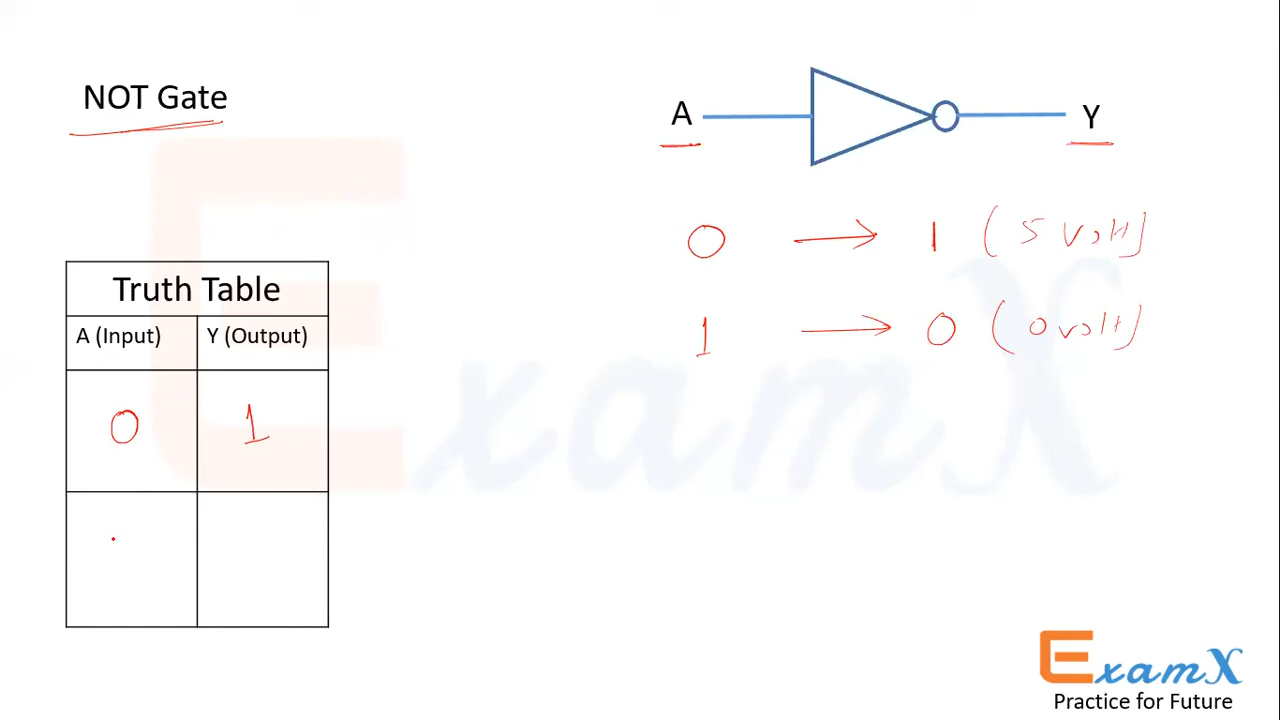 NOT Gate
A Y
0 → 1 (5 volt)
1 → 0 (0 volt)
Truth Table
A (Input) Y (Output)
0 1
ExamX
ExamX
Practice for Future